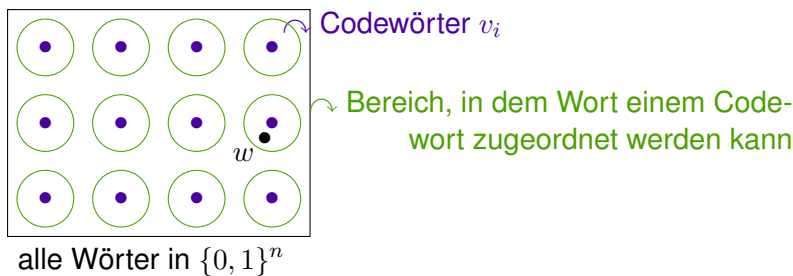 Codewörter $v_i$
Bereich, in dem Wort einem Code-
wort zugeordnet werden kann
$w$
alle Wörter in $\{0, 1\}^n$